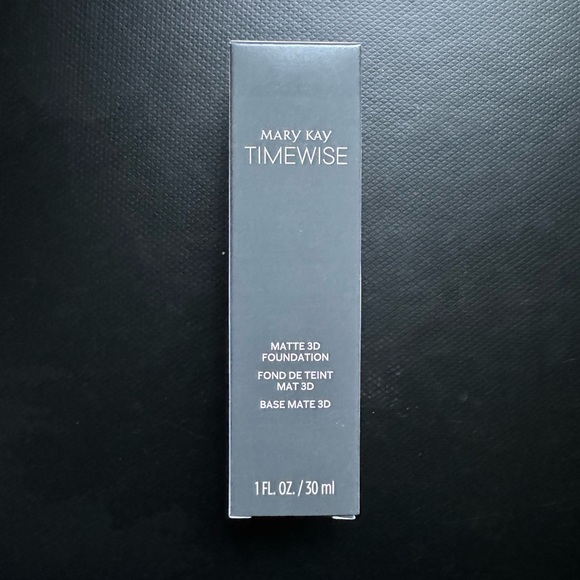 MARY KAY
TIMEWISE
MATTE 3D
FOUNDATION
FOND DE TEINT
MAT 3D
BASE MATE 3D
1 FL. OZ. / 30 ml